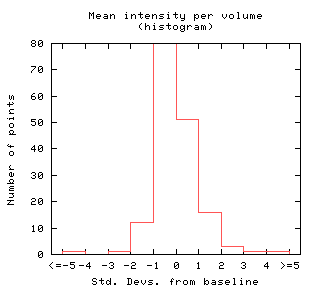 Mean intensity per volume
(histogram)
80
70
60
50
40
30
20
10
0
Number of points
<=-5 -4 -3 -2 -1 0 1 2 3 4 >=5
Std. Devs. from baseline